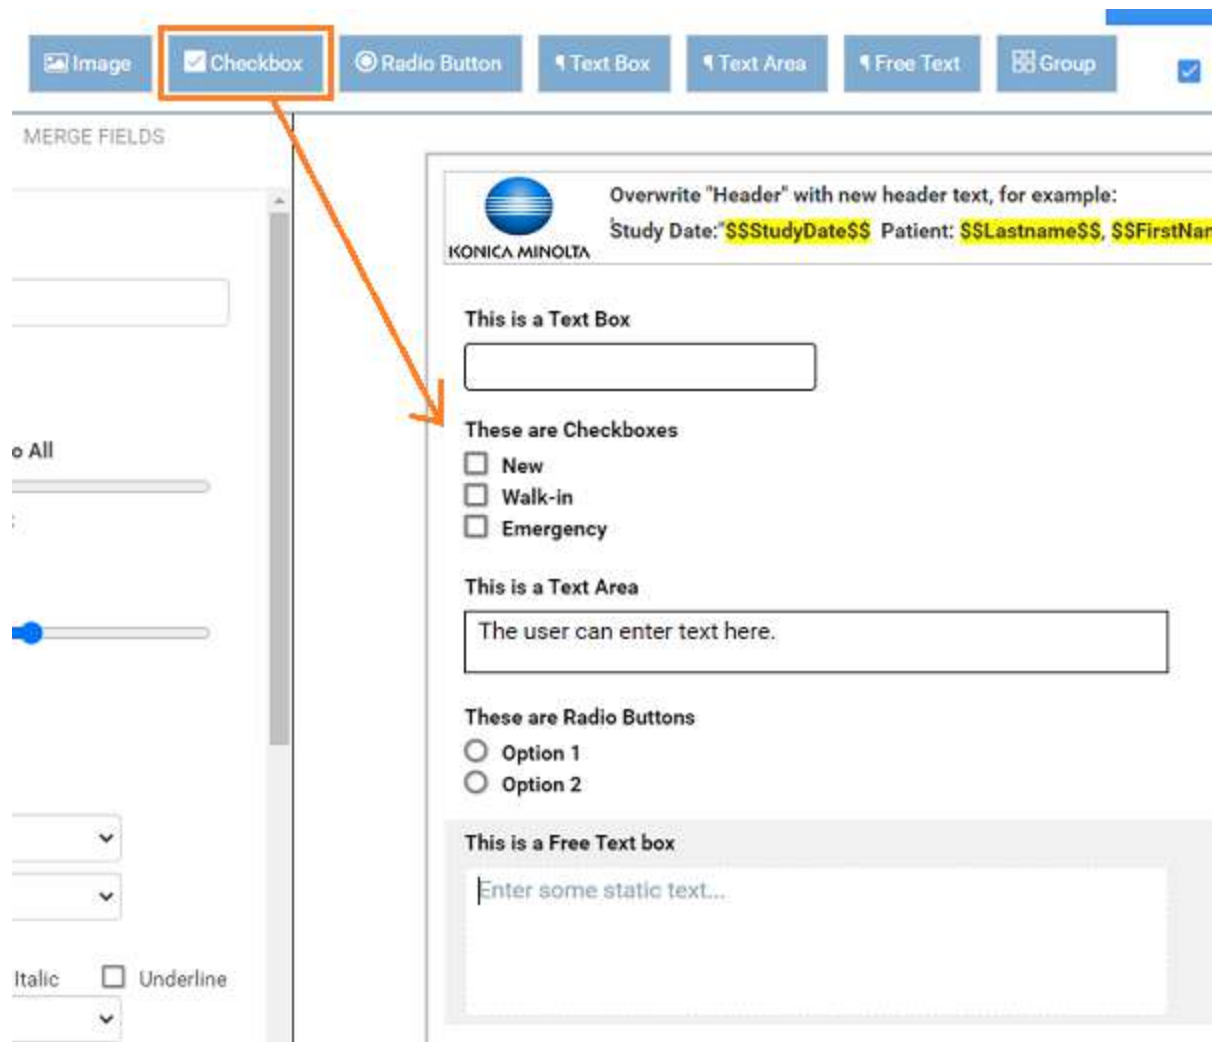 Image
Checkbox
Radio Button
¶ Text Box
¶ Text Area
¶ Free Text
Group
MERGE FIELDS
KONICA MINOLTA
Overwrite "Header" with new header text, for example:
Study Date:"$$StudyDate$$ Patient: $$Lastname$$, $$FirstNam
This is a Text Box
These are Checkboxes
New
Walk-in
Emergency
o All
This is a Text Area
The user can enter text here.
These are Radio Buttons
Option 1
Option 2
This is a Free Text box
Enter some static text...
Italic
Underline